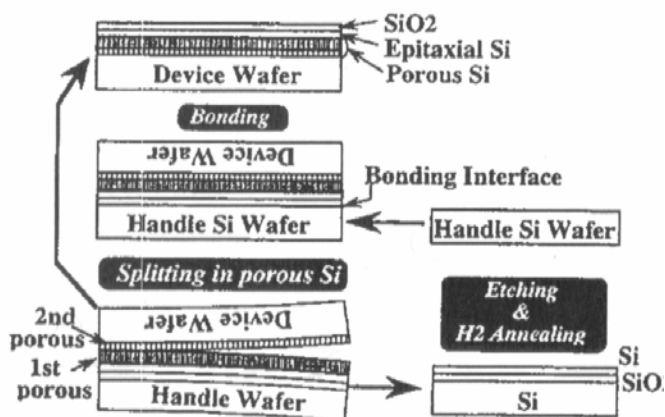 SiO2
Epitaxial Si
Porous Si
Device Wafer
Bonding
Device Wafer
Bonding Interface
Handle Si Wafer
Handle Si Wafer
Splitting in porous Si
Etching
&
H2 Annealing
Device Wafer
2nd
porous
1st
porous
Handle Wafer
Si
SiO2
Si